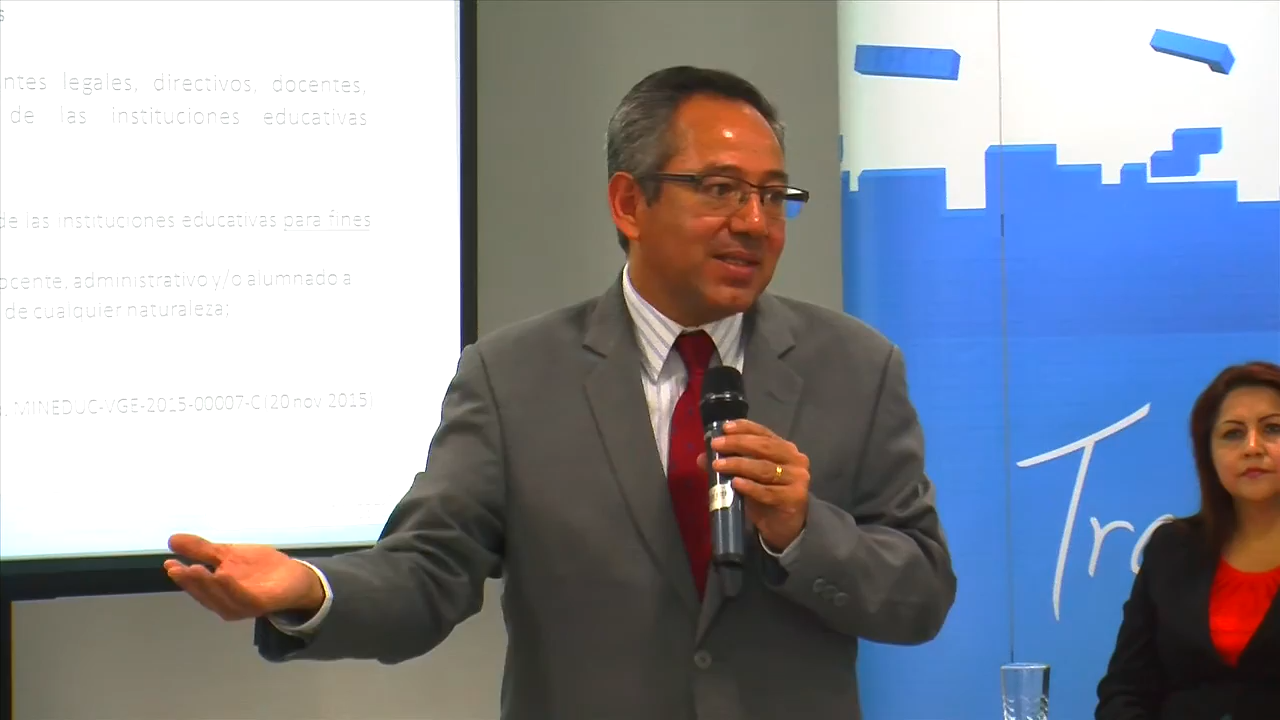 ntes legales, directivos, docentes,
de las instituciones educativas
de las instituciones educativas para fines
ocente, administrativo y/o alumnado a
de cualquier naturaleza;
. MINEDUC-VGE-2015-00007-C (20 nov 2015)
Tra